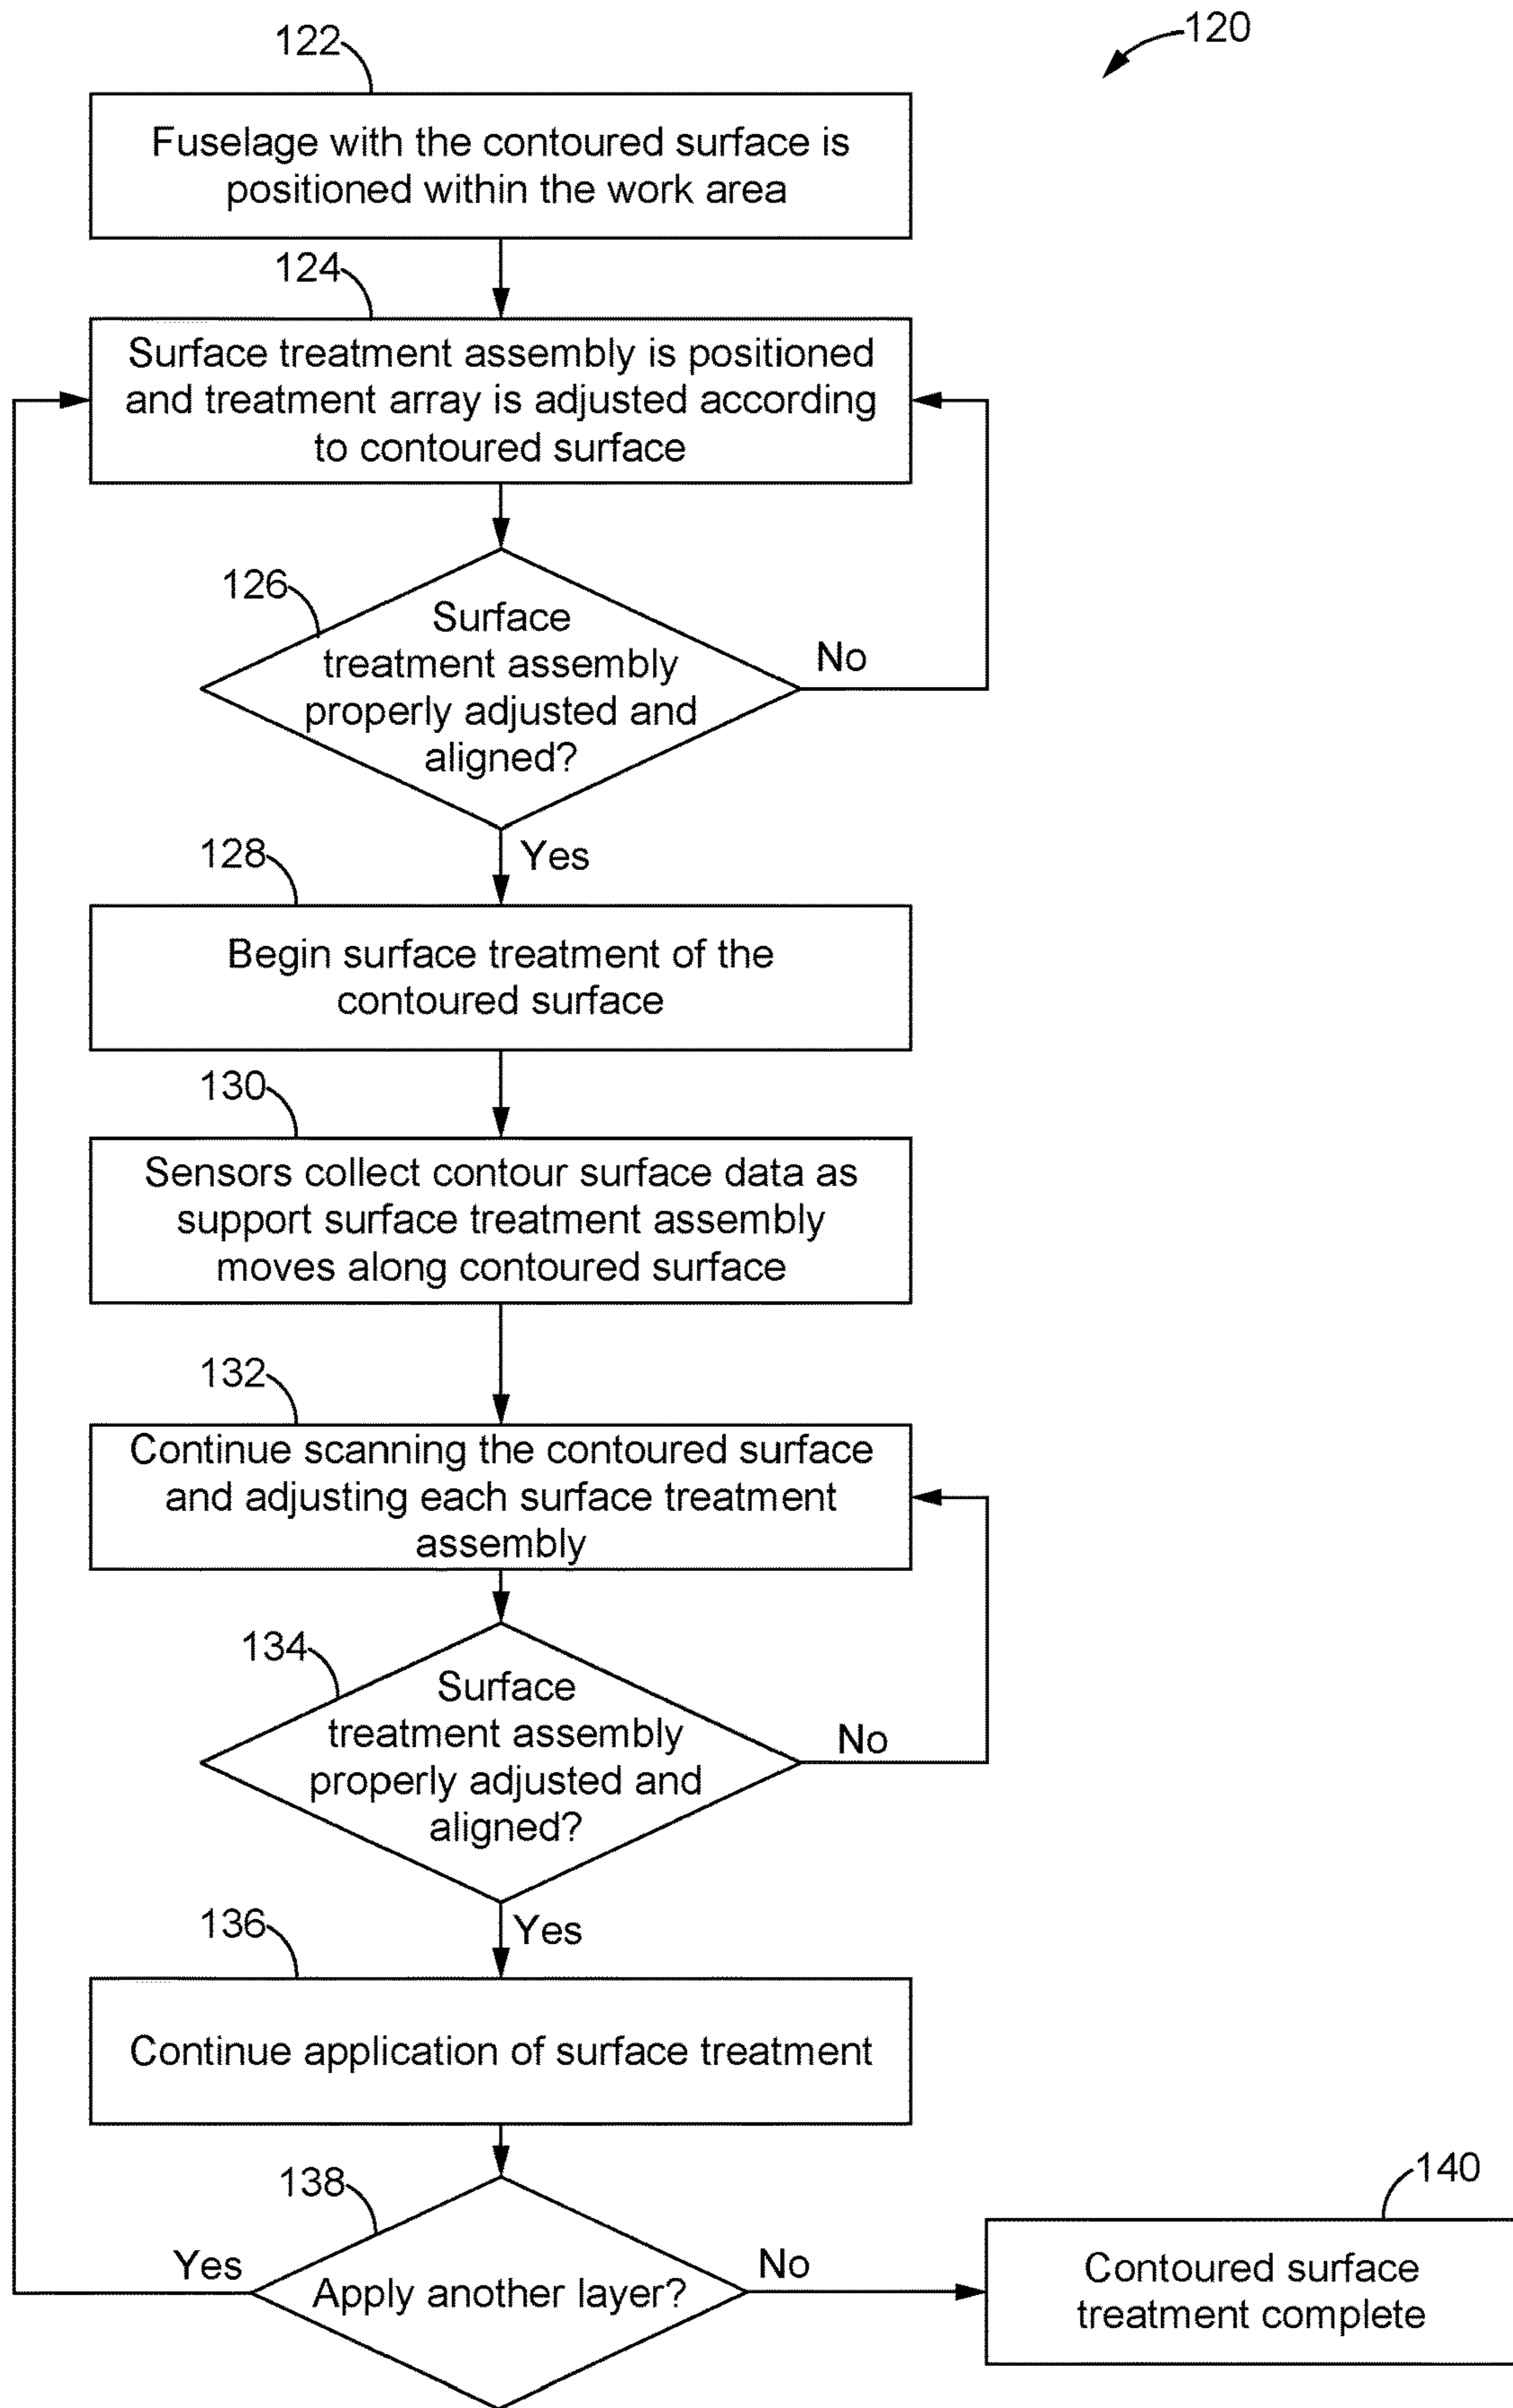 120
122
Fuselage with the contoured surface is
positioned within the work area
124
Surface treatment assembly is positioned
and treatment array is adjusted according
to contoured surface
126
Surface
treatment assembly
properly adjusted and
aligned?
No
Yes
128
Begin surface treatment of the
contoured surface
130
Sensors collect contour surface data as
support surface treatment assembly
moves along contoured surface
132
Continue scanning the contoured surface
and adjusting each surface treatment
assembly
134
Surface
treatment assembly
properly adjusted and
aligned?
No
Yes
136
Continue application of surface treatment
138
Apply another layer?
Yes
No
140
Contoured surface
treatment complete